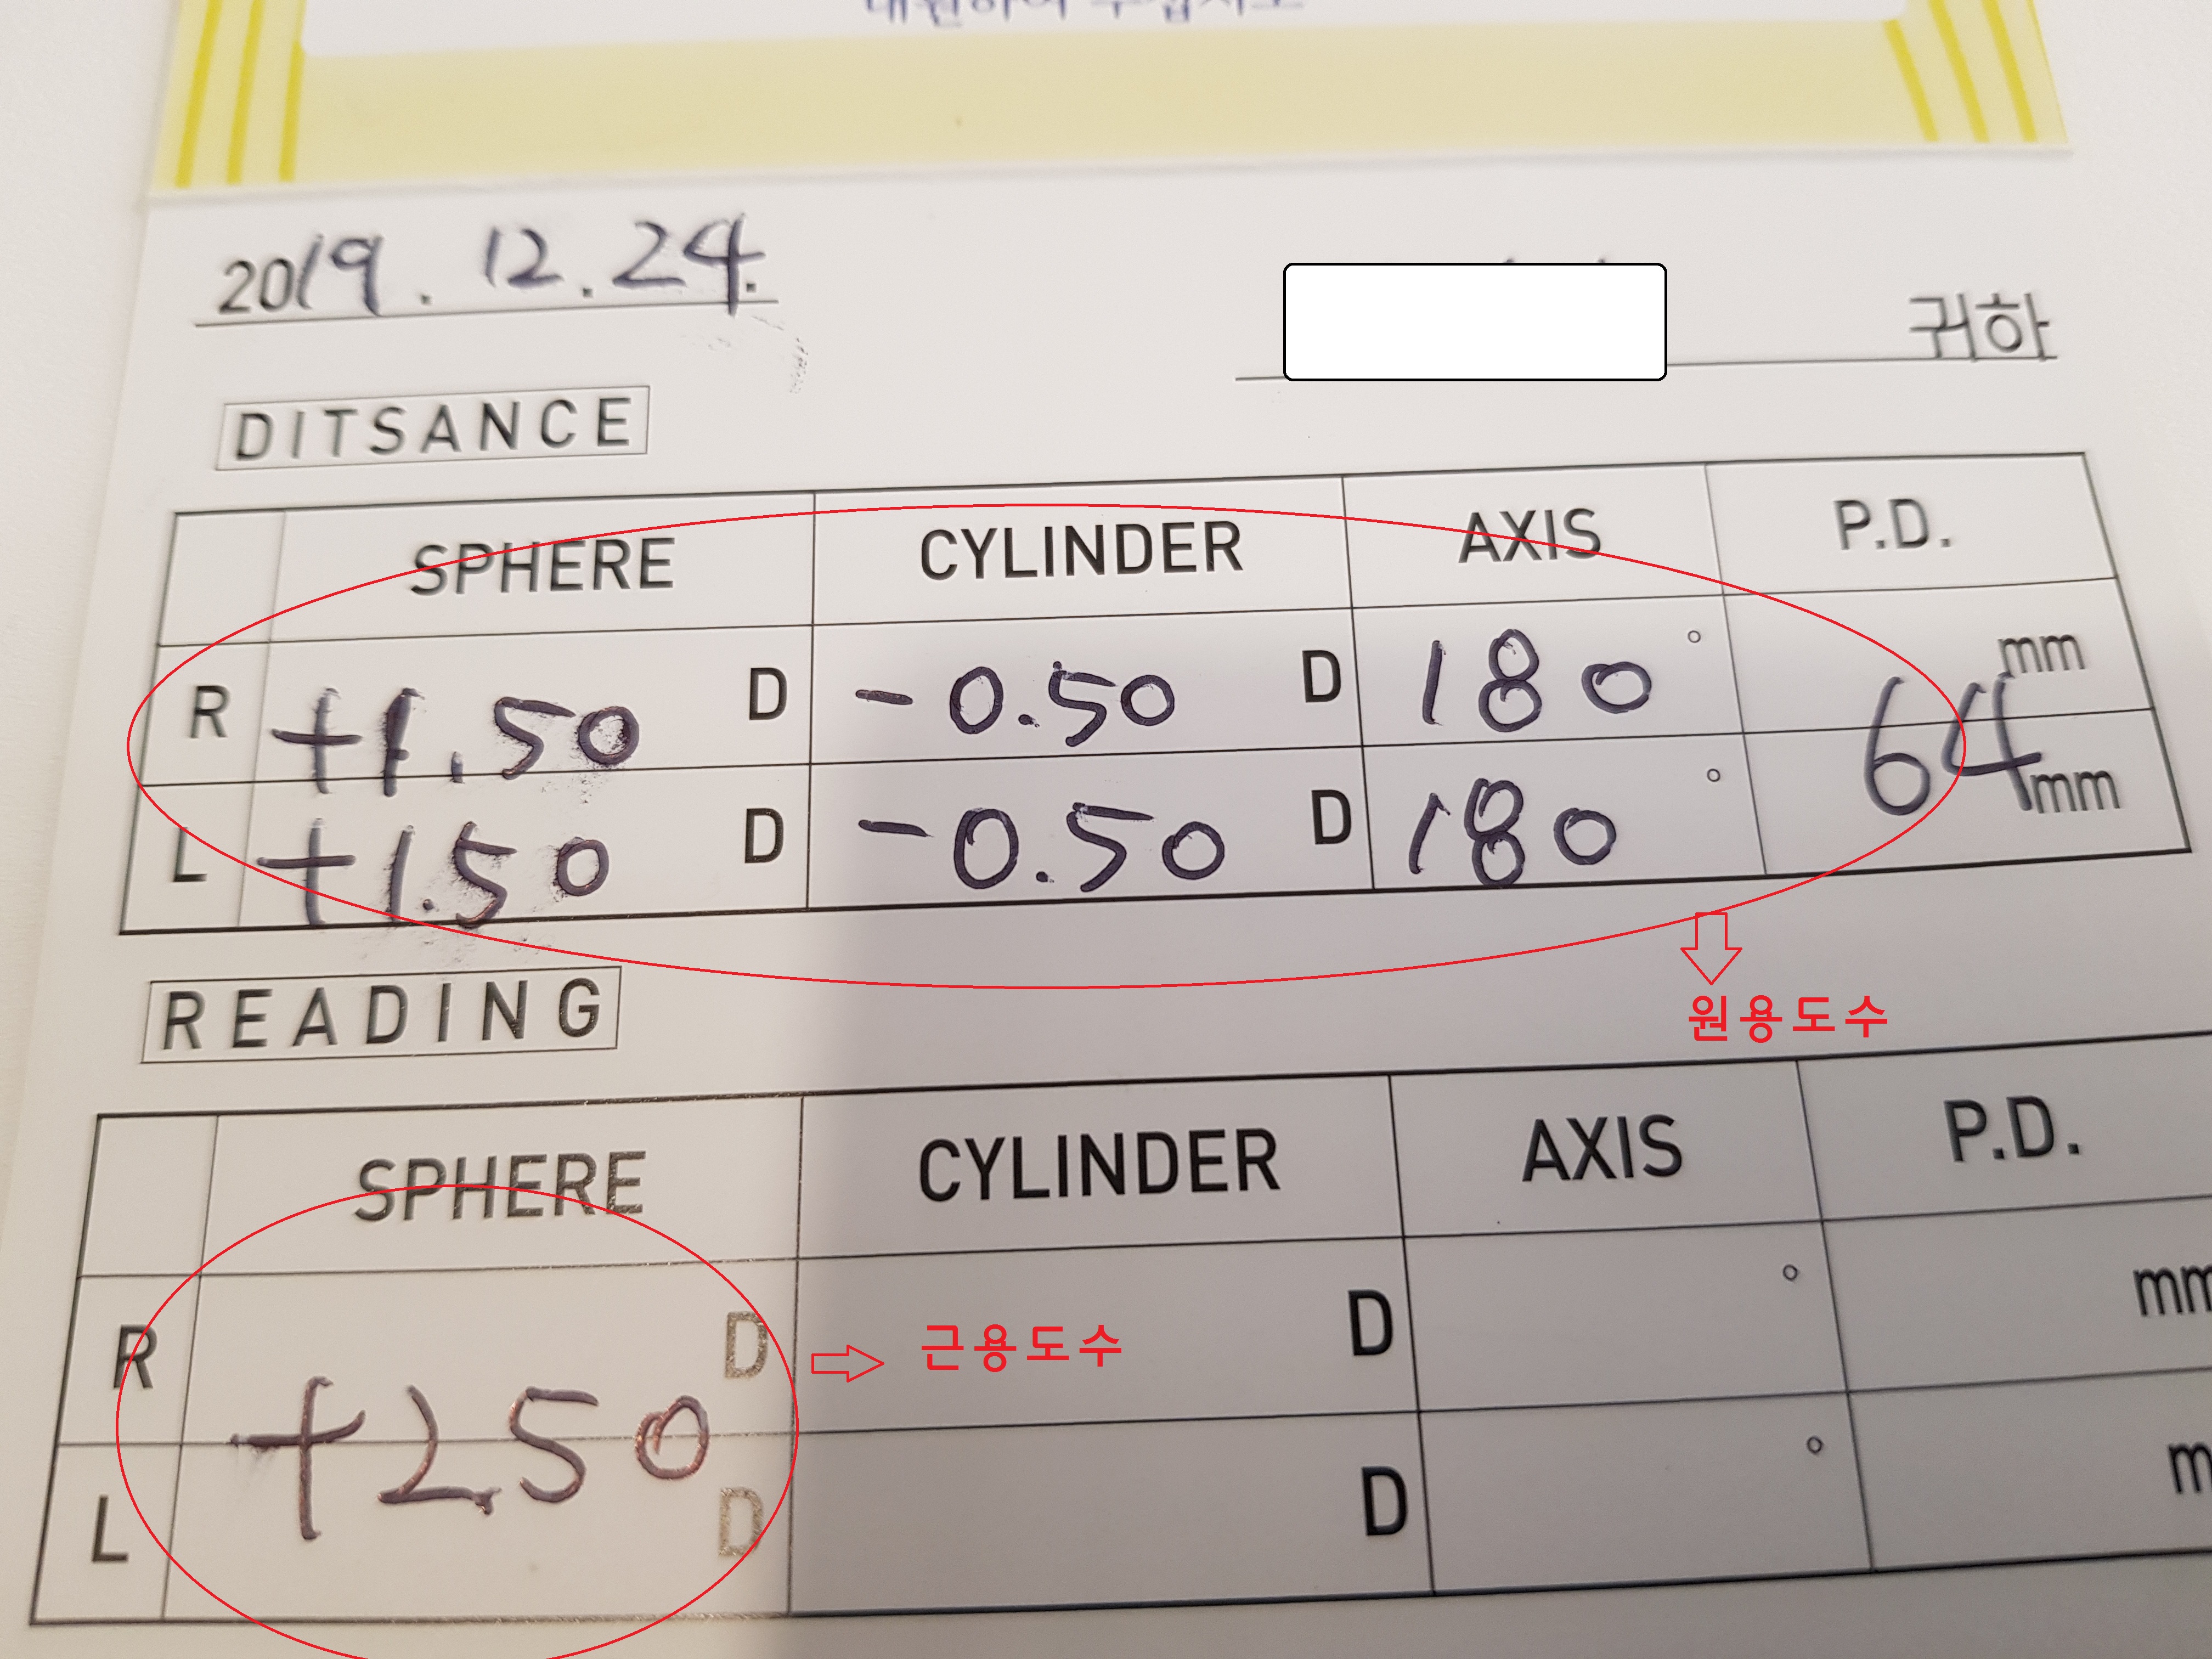 2019. 12. 24.
귀하
DITSANCE
SPHERE CYLINDER AXIS P.D.
R +1.50 D -0.50 D 180° mm
64
L +1.50 D -0.50 D 180° mm
원용도수
READING
SPHERE CYLINDER AXIS P.D.
R D 근용도수 D ° mm
+2.50
L D D °